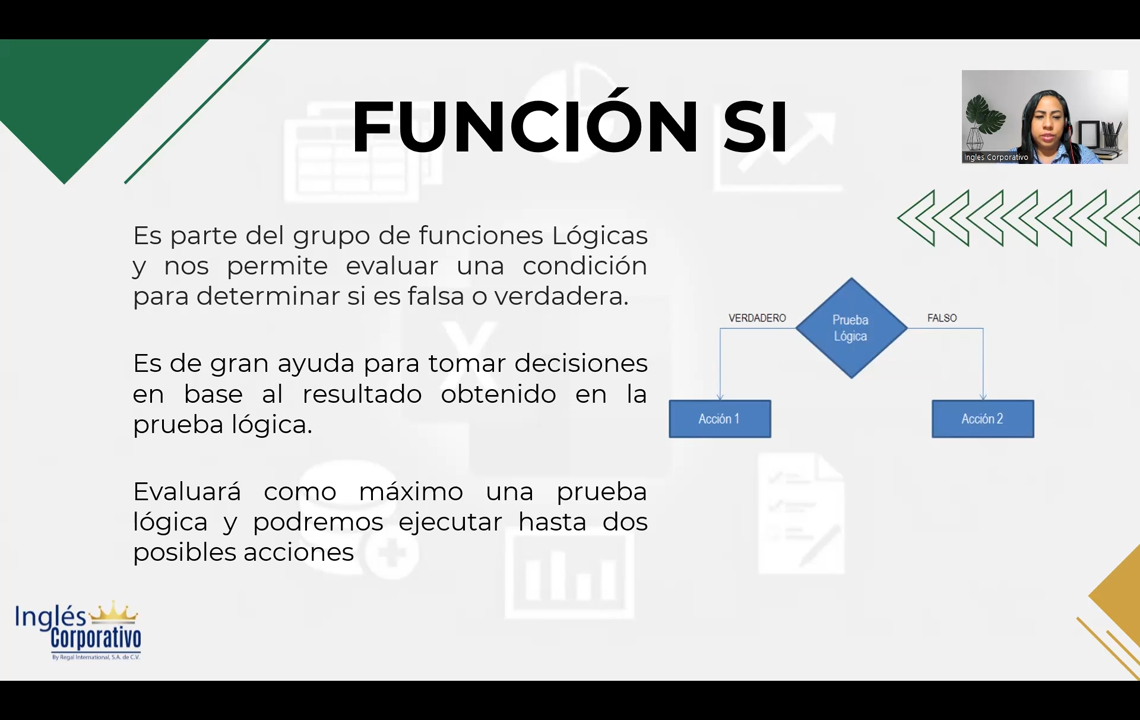 FUNCIÓN SI
Ingles Corporativo
Es parte del grupo de funciones Lógicas
y nos permite evaluar una condición
para determinar si es falsa o verdadera.
Es de gran ayuda para tomar decisiones
en base al resultado obtenido en la
prueba lógica.
Evaluará como máximo una prueba
lógica y podremos ejecutar hasta dos
posibles acciones
VERDADERO
Prueba
Lógica
FALSO
Acción 1
Acción 2
Inglés
Corporativo
By Regal International, S.A. de C.V.